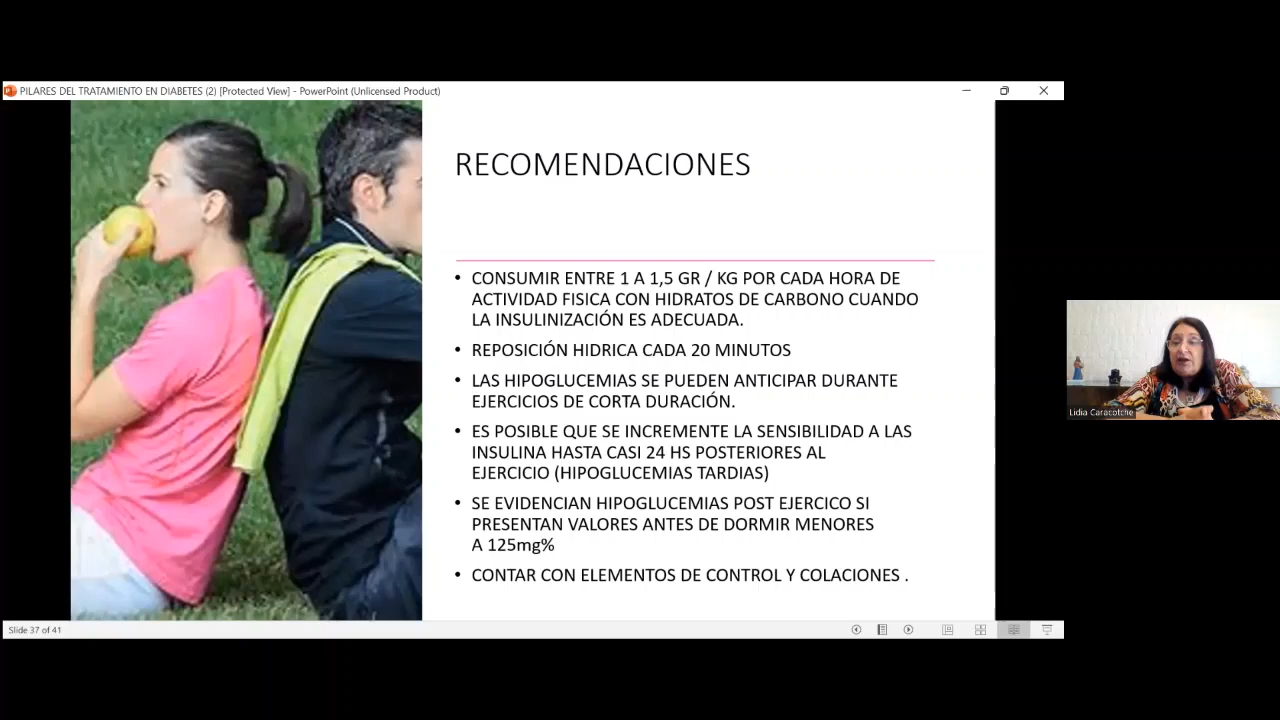 PILARES DEL TRATAMIENTO EN DIABETES (2) [Protected View] - PowerPoint (Unlicensed Product)
RECOMENDACIONES
• CONSUMIR ENTRE 1 A 1,5 GR / KG POR CADA HORA DE
ACTIVIDAD FISICA CON HIDRATOS DE CARBONO CUANDO
LA INSULINIZACIÓN ES ADECUADA.
• REPOSICIÓN HIDRICA CADA 20 MINUTOS
• LAS HIPOGLUCEMIAS SE PUEDEN ANTICIPAR DURANTE
EJERCICIOS DE CORTA DURACIÓN.
• ES POSIBLE QUE SE INCREMENTE LA SENSIBILIDAD A LAS
INSULINA HASTA CASI 24 HS POSTERIORES AL
EJERCICIO (HIPOGLUCEMIAS TARDIAS)
• SE EVIDENCIAN HIPOGLUCEMIAS POST EJERCICO SI
PRESENTAN VALORES ANTES DE DORMIR MENORES
A 125mg%
• CONTAR CON ELEMENTOS DE CONTROL Y COLACIONES .
Lidia Caracotche
Slide 37 of 41